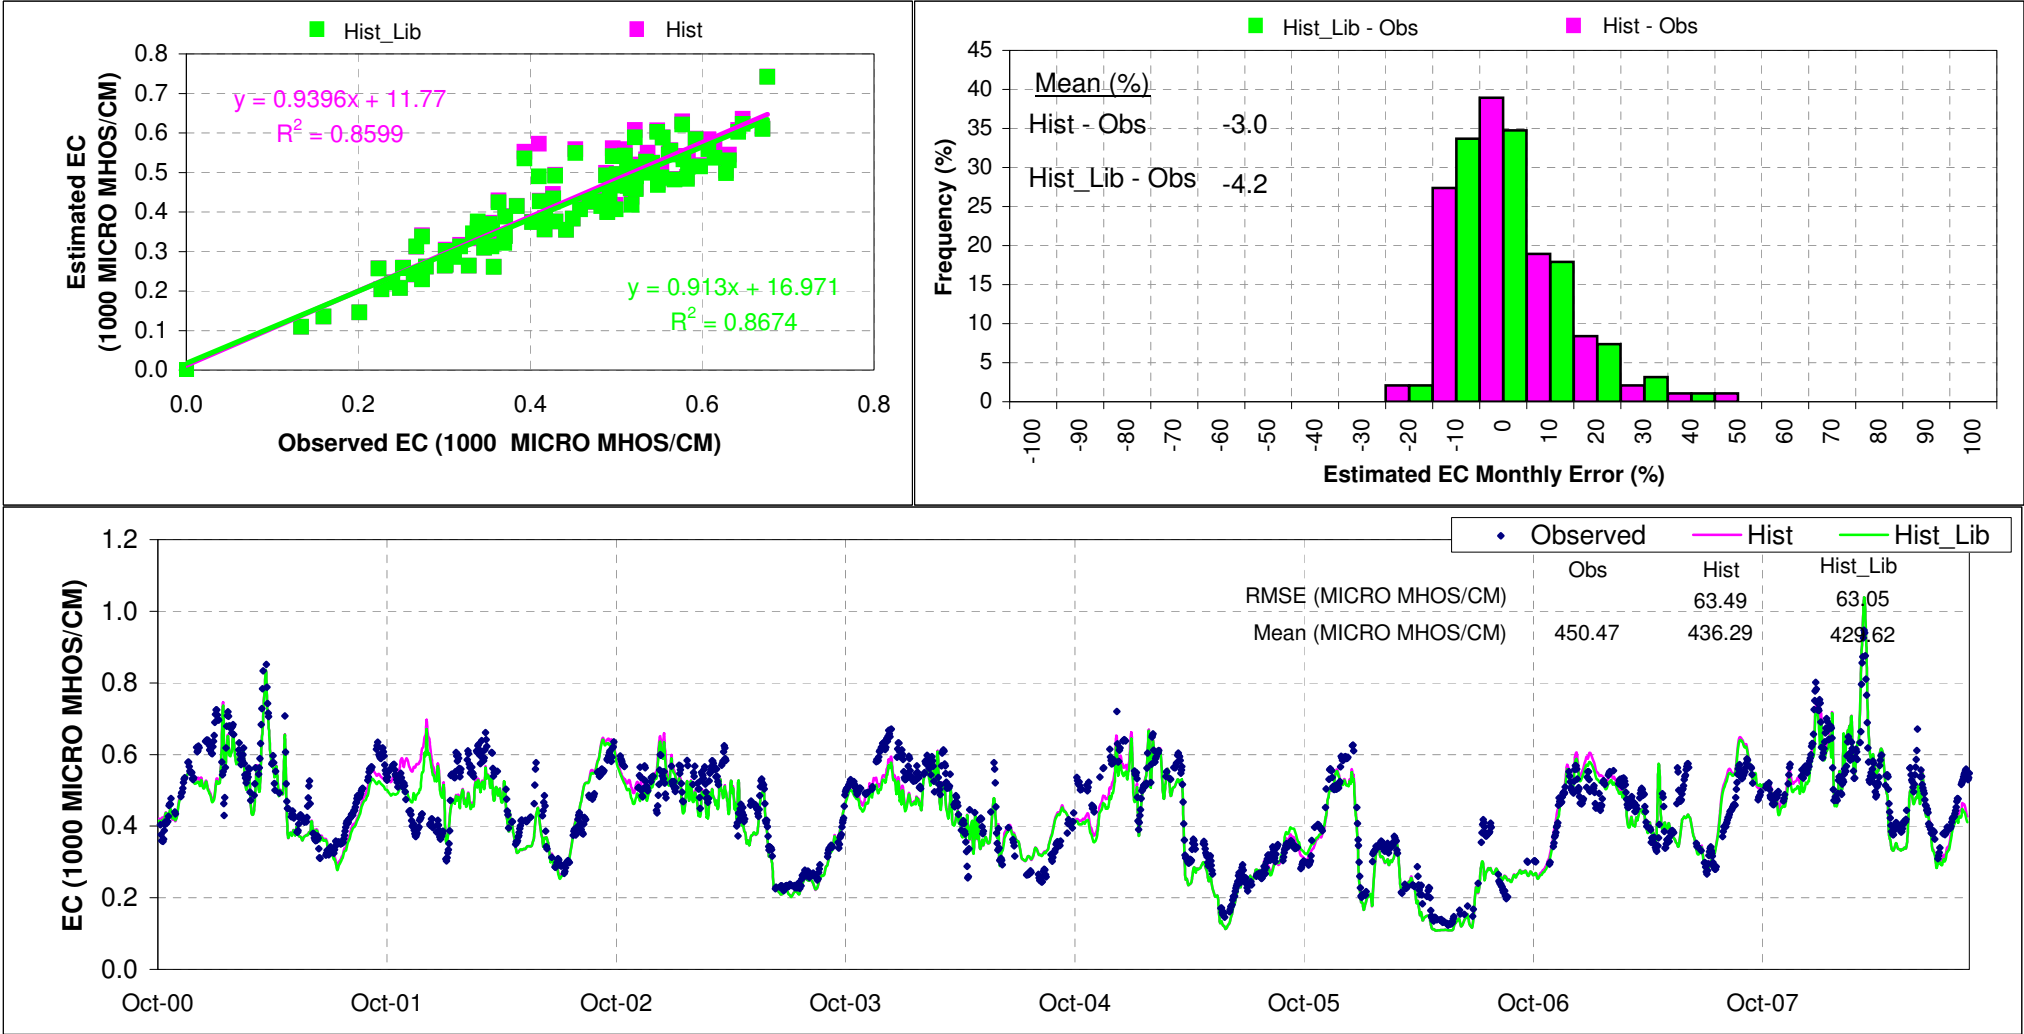 Hist_Lib Hist
0.8
0.7
0.6
0.5
0.4
0.3
0.2
0.1
0.0
Estimated EC
(1000 MICRO MHOS/CM)
y = 0.9396x + 11.77
R² = 0.8599
y = 0.913x + 16.971
R² = 0.8674
0.0 0.2 0.4 0.6 0.8
Observed EC (1000 MICRO MHOS/CM)
Hist_Lib - Obs Hist - Obs
45
40
35
30
25
20
15
10
5
0
Frequency (%)
Mean (%)
Hist - Obs -3.0
Hist_Lib - Obs -4.2
-100 -90 -80 -70 -60 -50 -40 -30 -20 -10 0 10 20 30 40 50 60 70 80 90 100
Estimated EC Monthly Error (%)
Observed Hist Hist_Lib
Obs Hist Hist_Lib
RMSE (MICRO MHOS/CM) 63.49 63.05
Mean (MICRO MHOS/CM) 450.47 436.29 429.62
1.2
1.0
0.8
0.6
0.4
0.2
0.0
EC (1000 MICRO MHOS/CM)
Oct-00 Oct-01 Oct-02 Oct-03 Oct-04 Oct-05 Oct-06 Oct-07